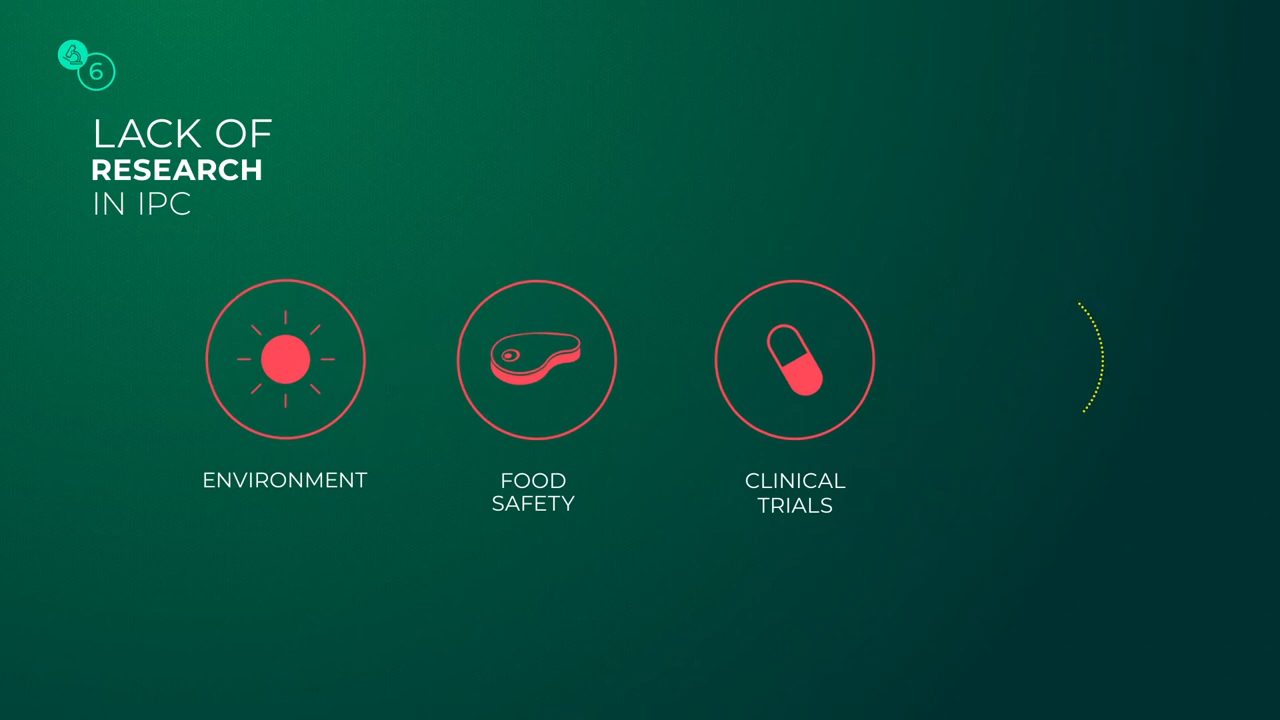 6
LACK OF
RESEARCH
IN IPC
ENVIRONMENT
FOOD
SAFETY
CLINICAL
TRIALS